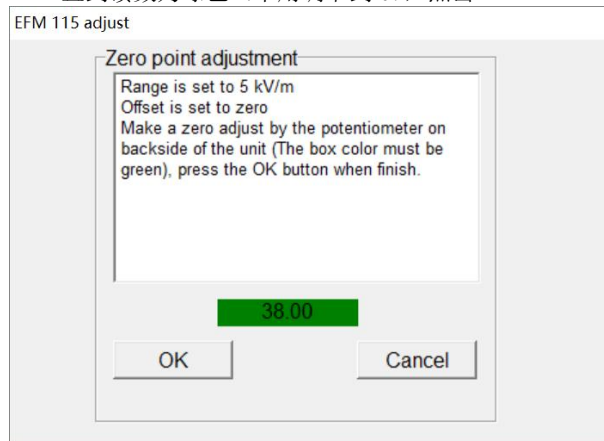 EFM 115 adjust
Zero point adjustment
Range is set to 5 kV/m
Offset is set to zero
Make a zero adjust by the potentiometer on
backside of the unit (The box color must be
green), press the OK button when finish.
38.00
OK
Cancel